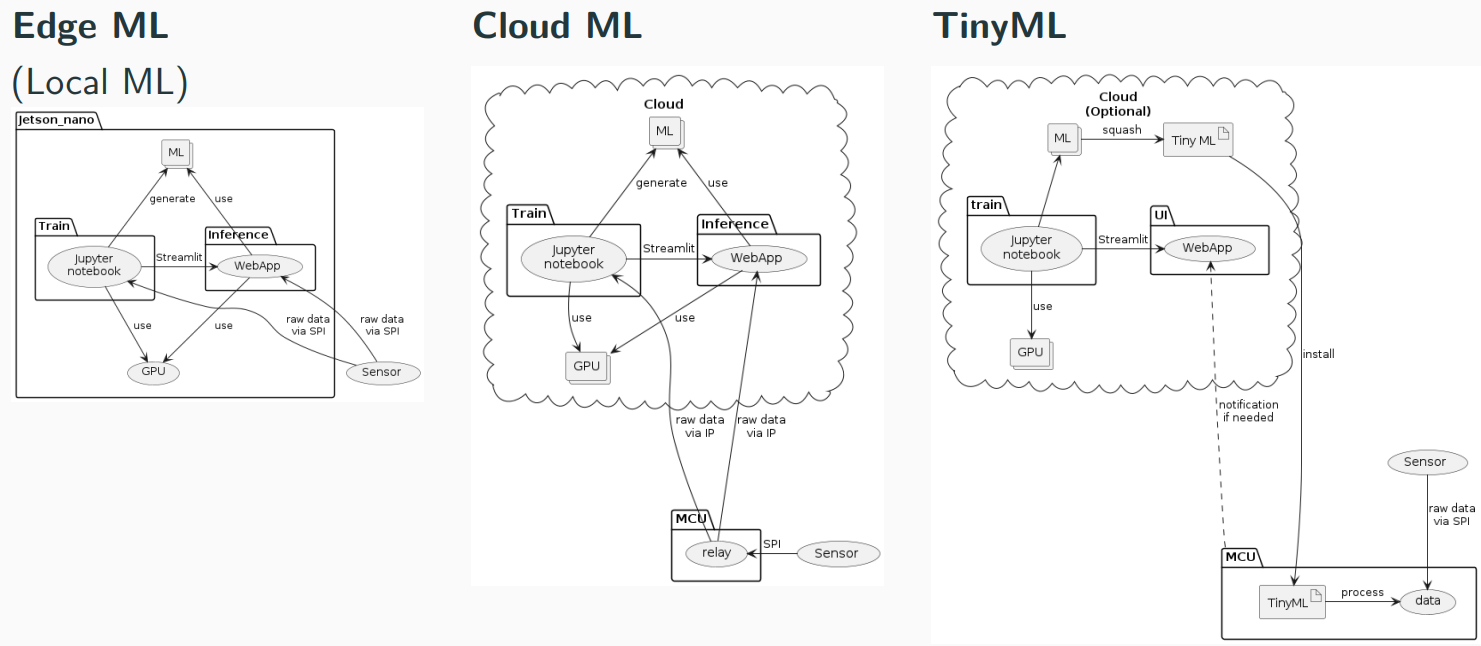 Edge ML
(Local ML)
Jetson_nano
ML
generate
use
Train
Inference
Jupyter
notebook
Streamlit
WebApp
use
use
raw data
via SPI
raw data
via SPI
GPU
Sensor
Cloud ML
Cloud
ML
generate
use
Train
Inference
Jupyter
notebook
Streamlit
WebApp
use
use
GPU
raw data
via IP
raw data
via IP
MCU
relay
SPI
Sensor
TinyML
Cloud
(Optional)
ML
squash
Tiny ML
train
UI
Jupyter
notebook
Streamlit
WebApp
use
GPU
install
notification
if needed
Sensor
raw data
via SPI
MCU
TinyML
process
data